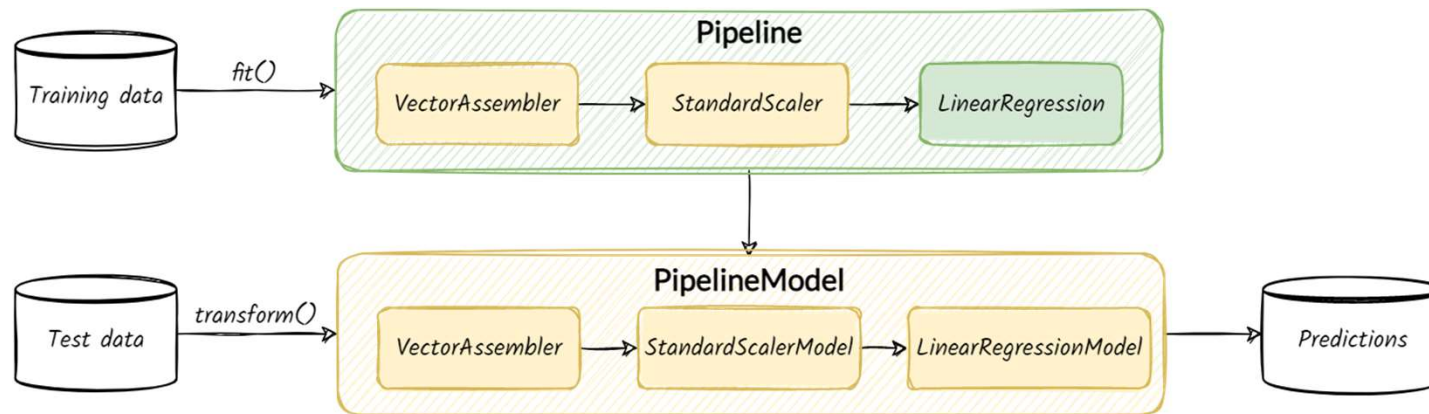 Pipeline
Training data
fit()
VectorAssembler
StandardScaler
LinearRegression
PipelineModel
Test data
transform()
VectorAssembler
StandardScalerModel
LinearRegressionModel
Predictions